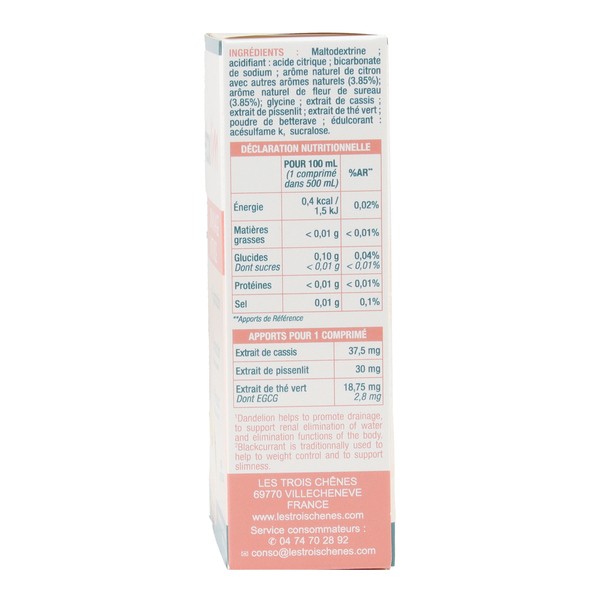 INGRÉDIENTS : Maltodextrine ;
acidifiant : acide citrique ; bicarbonate
de sodium ; arôme naturel de citron
avec autres arômes naturels (3.85%);
arôme naturel de fleur de sureau
(3.85%); glycine ; extrait de cassis ;
extrait de pissenlit ; extrait de thé vert ;
poudre de betterave ; édulcorant :
acésulfame k, sucralose.
DÉCLARATION NUTRITIONNELLE
POUR 100 mL
(1 comprimé
dans 500 mL)
%AR**
Énergie 0,4 kcal / 1,5 kJ 0,02%
Matières
grasses < 0,01 g < 0,01%
Glucides 0,10 g 0,04%
Dont sucres < 0,01 g < 0,01%
Protéines < 0,01 g < 0,01%
Sel 0,01 g 0,1%
**Apports de Référence
APPORTS POUR 1 COMPRIMÉ
Extrait de cassis 37,5 mg
Extrait de pissenlit 30 mg
Extrait de thé vert 18,75 mg
Dont EGCG 2,8 mg
¹Dandelion helps to promote drainage,
to support renal elimination of water
and elimination functions of the body.
²Blackcurrant is traditionnally used to
help to weight control and to support
slimness.
LES TROIS CHÊNES
69770 VILLECHENEVE
FRANCE
www.lestroischenes.com
Service consommateurs :
✆ 04 74 70 28 92
✉ conso@lestroischenes.com